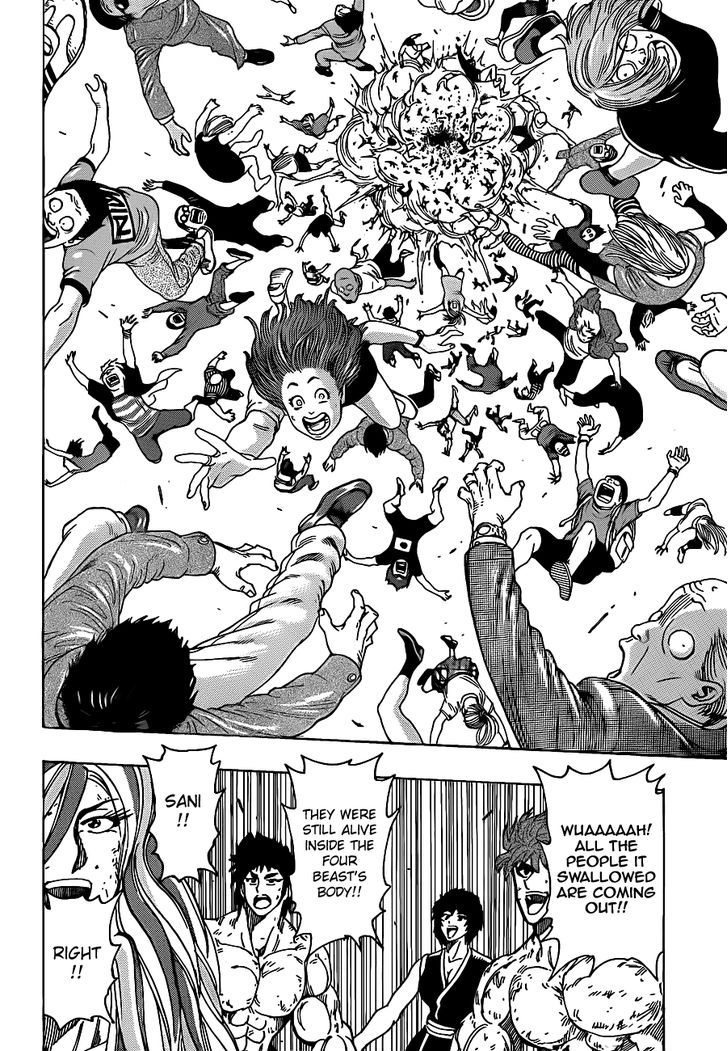 WUAAAAAH!
ALL
THE
PEOPLE IT
SWALLOWED
ARE COMING
OUT!!
THEY WERE
STILL ALIVE
INSIDE
THE
FOUR
BEAST'S
BODY!!
SANI
!!
RIGHT
!!